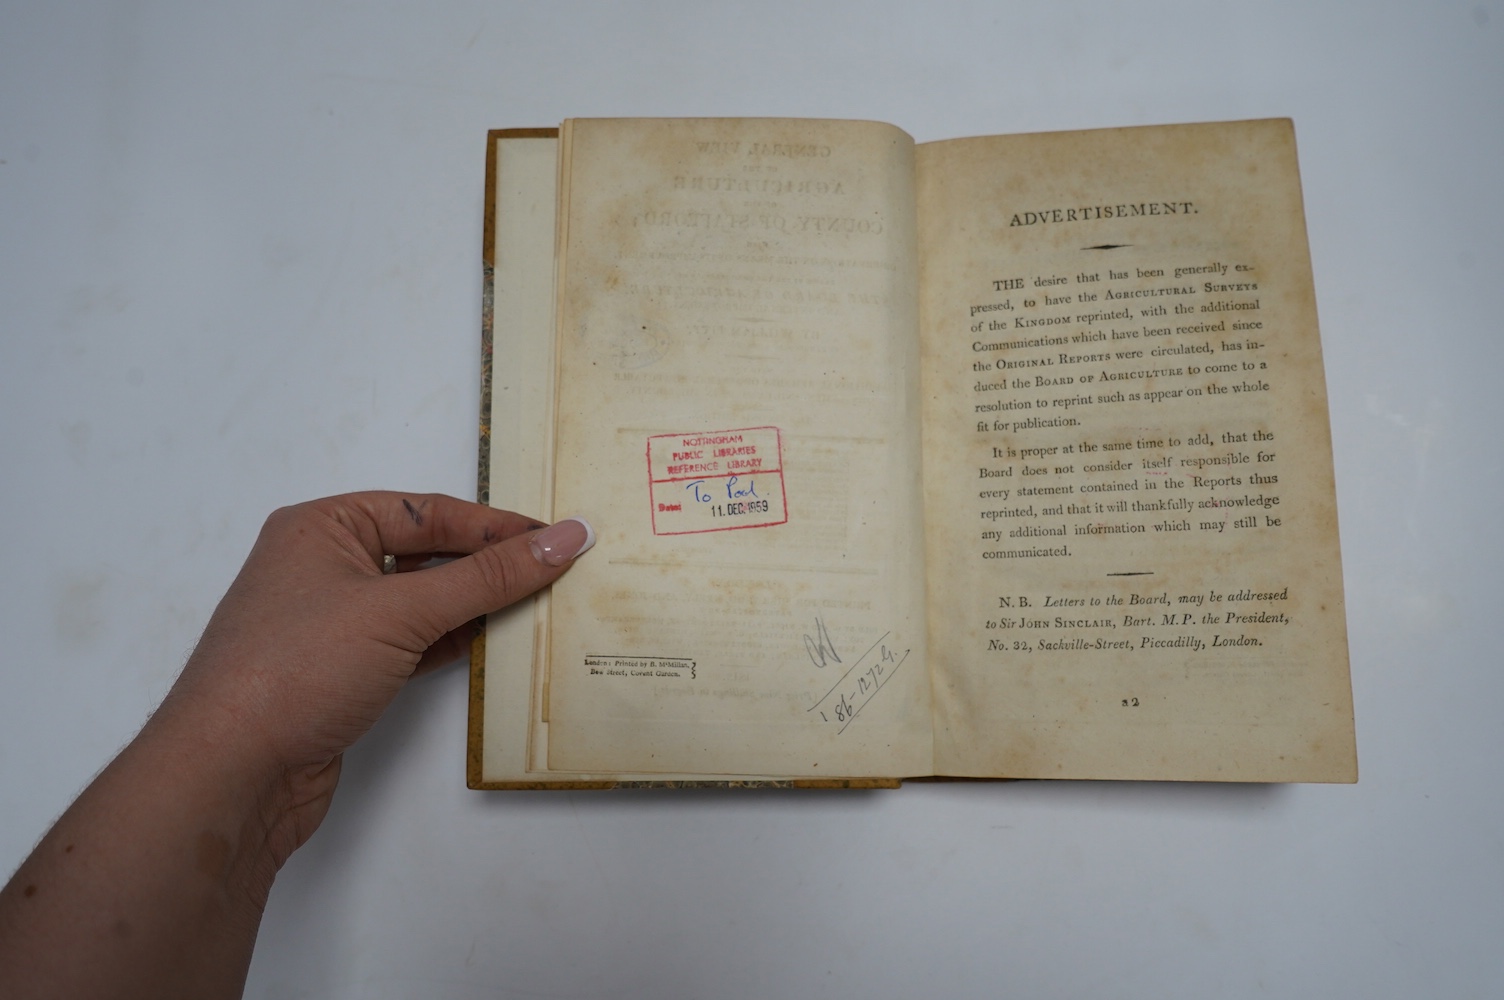 NOTTINGHAM
PUBLIC LIBRARIES
REFERENCE LIBRARY
To Pool.
Date: 11. DEC. 1959
London: Printed by B. McMillan,
Bow Street, Covent Garden.
186-12729.
ADVERTISEMENT.
THE desire that has been generally ex-
pressed, to have the AGRICULTURAL SURVEYS
of the KINGDOM reprinted, with the additional
Communications which have been received since
the ORIGINAL REPORTS were circulated, has in-
duced the BOARD OF AGRICULTURE to come to a
resolution to reprint such as appear on the whole
fit for publication.
It is proper at the same time to add, that the
Board does not consider itself responsible for
every statement contained in the Reports thus
reprinted, and that it will thankfully acknowledge
any additional information which may still be
communicated.
N. B. Letters to the Board, may be addressed
to Sir JOHN SINCLAIR, Bart. M. P. the President,
No. 32, Sackville-Street, Piccadilly, London.
a 2